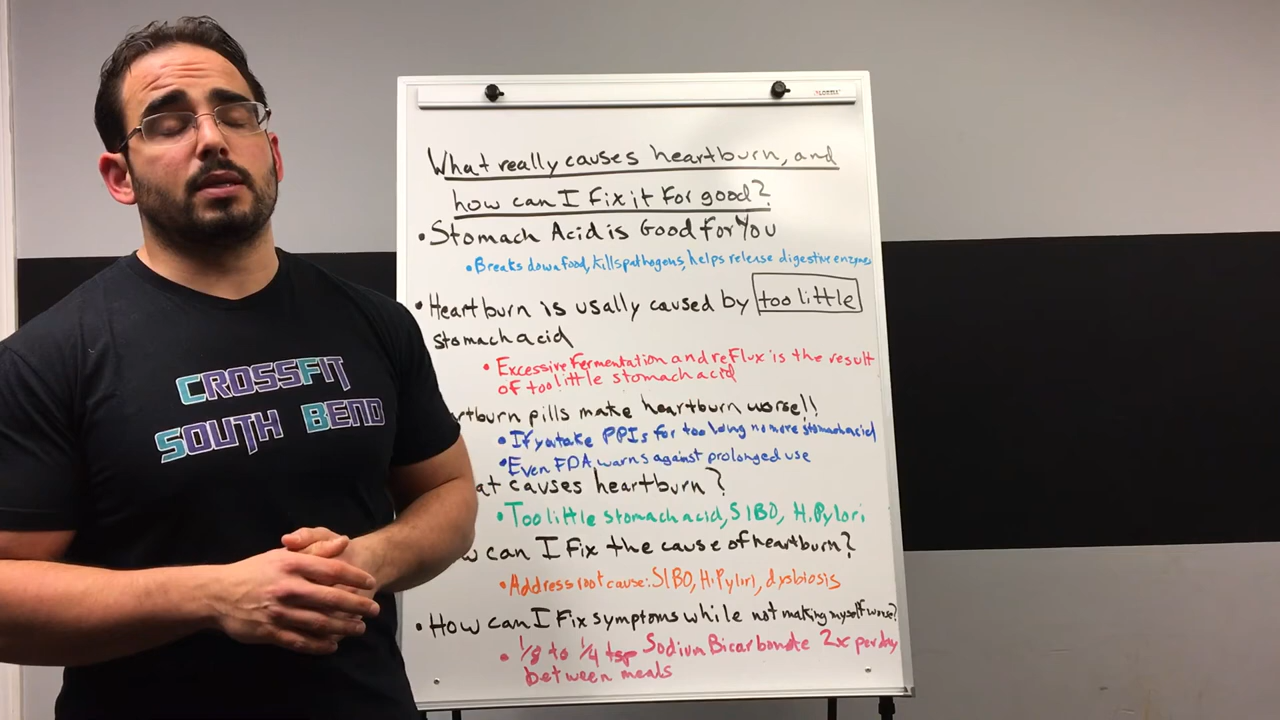 CROSSFIT
SOUTH BEND
What really causes heartburn, and
how can I fix it for good?
• Stomach Acid is Good for You
• Breaks down food, kills pathogens, helps release digestive enzymes
• Heartburn is usally caused by too little
stomach acid
• Excessive fermentation and reflux is the result
of too little stomach acid
rtburn pills make heartburn worse!!
• If ya take PPIs for too long no more stomach acid
• Even FDA warns against prolonged use
at causes heartburn?
• Too little stomach acid, SIBO, H. Pylori
w can I fix the cause of heartburn?
• Address root cause: SIBO, H. Pylori, dysbiosis
• How can I fix symptoms while not making myself worse?
• 1/8 to 1/4 tsp Sodium Bicarbonate 2x per day
between meals